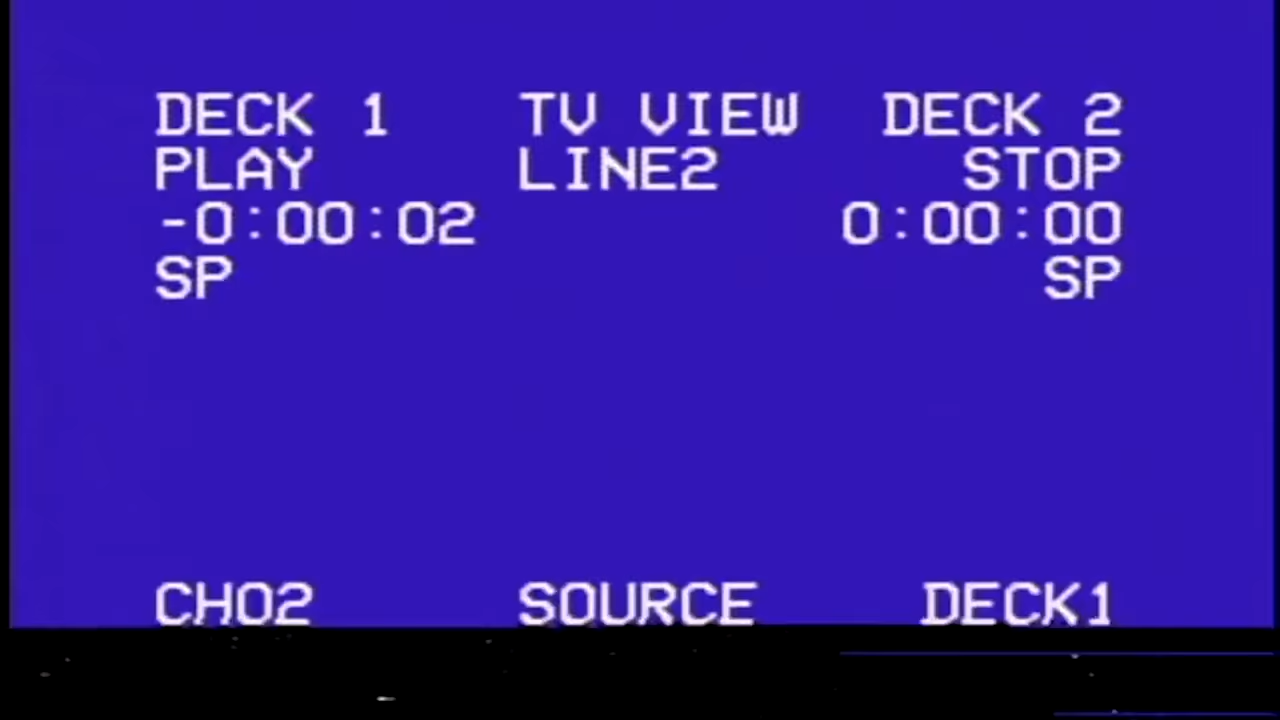 DECK 1 TV VIEW DECK 2
PLAY LINE2 STOP
-0:00:02 0:00:00
SP SP
CH02 SOURCE DECK1